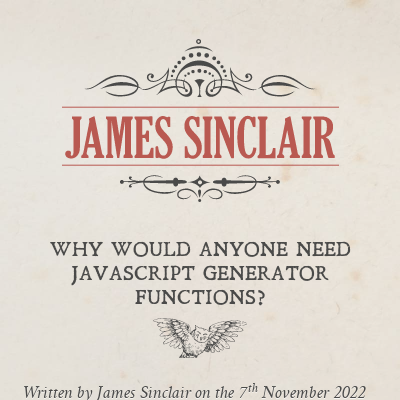 JAMES SINCLAIR
WHY WOULD ANYONE NEED
JAVASCRIPT GENERATOR
FUNCTIONS?
Written by James Sinclair on the 7th November 2022